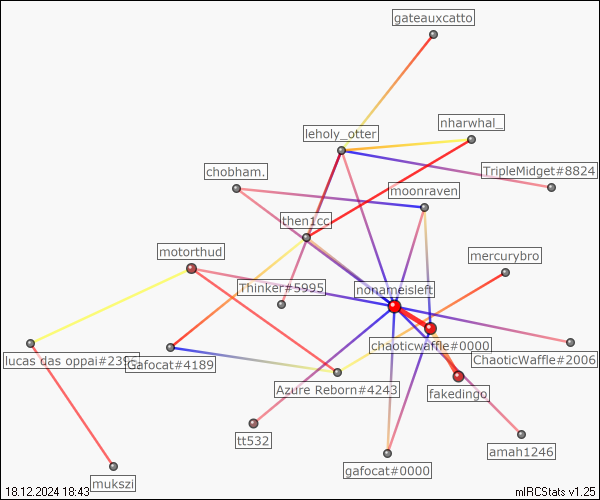 gateauxcatto
nharwhal_
leholy_otter
chobham.
TripleMidget#8824
moonraven
then1cc
motorthud
mercurybro
Thinker#5995
nonameisleft
chaoticwaffle#0000
lucas das oppai#239
Gafocat#4189
ChaoticWaffle#2006
Azure Reborn#4243
fakedingo
tt532
amah1246
gafocat#0000
mukszi
18.12.2024 18:43
mIRCStats v1.25